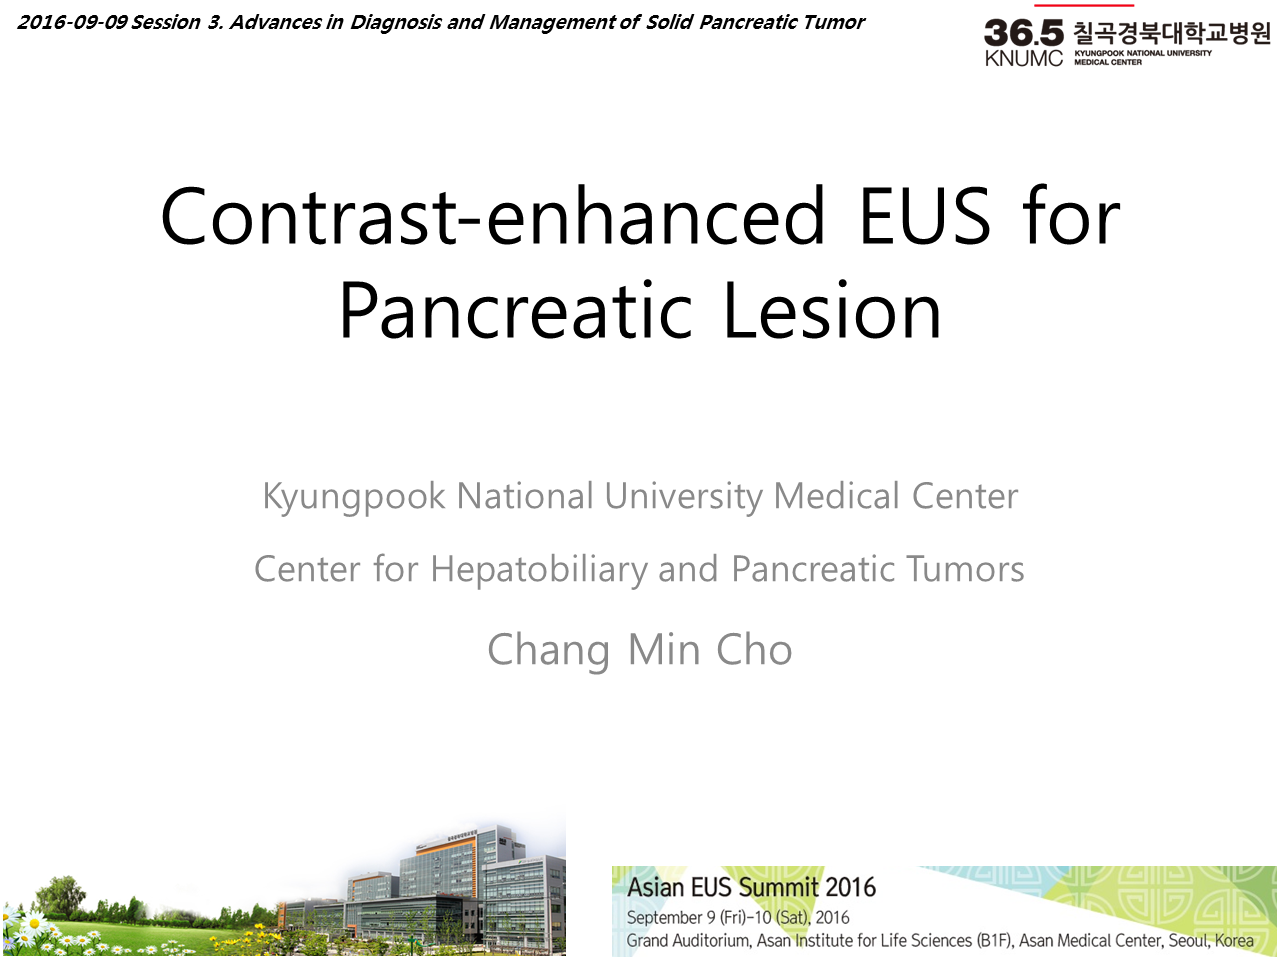 2016-09-09 Session 3. Advances in Diagnosis and Management of Solid Pancreatic Tumor
36.5 칠곡경북대학교병원
KNUMC KYUNGPOOK NATIONAL UNIVERSITY
MEDICAL CENTER
Contrast-enhanced EUS for
Pancreatic Lesion
Kyungpook National University Medical Center
Center for Hepatobiliary and Pancreatic Tumors
Chang Min Cho
Asian EUS Summit 2016
September 9 (Fri)-10 (Sat), 2016
Grand Auditorium, Asan Institute for Life Sciences (B1F), Asan Medical Center, Seoul, Korea